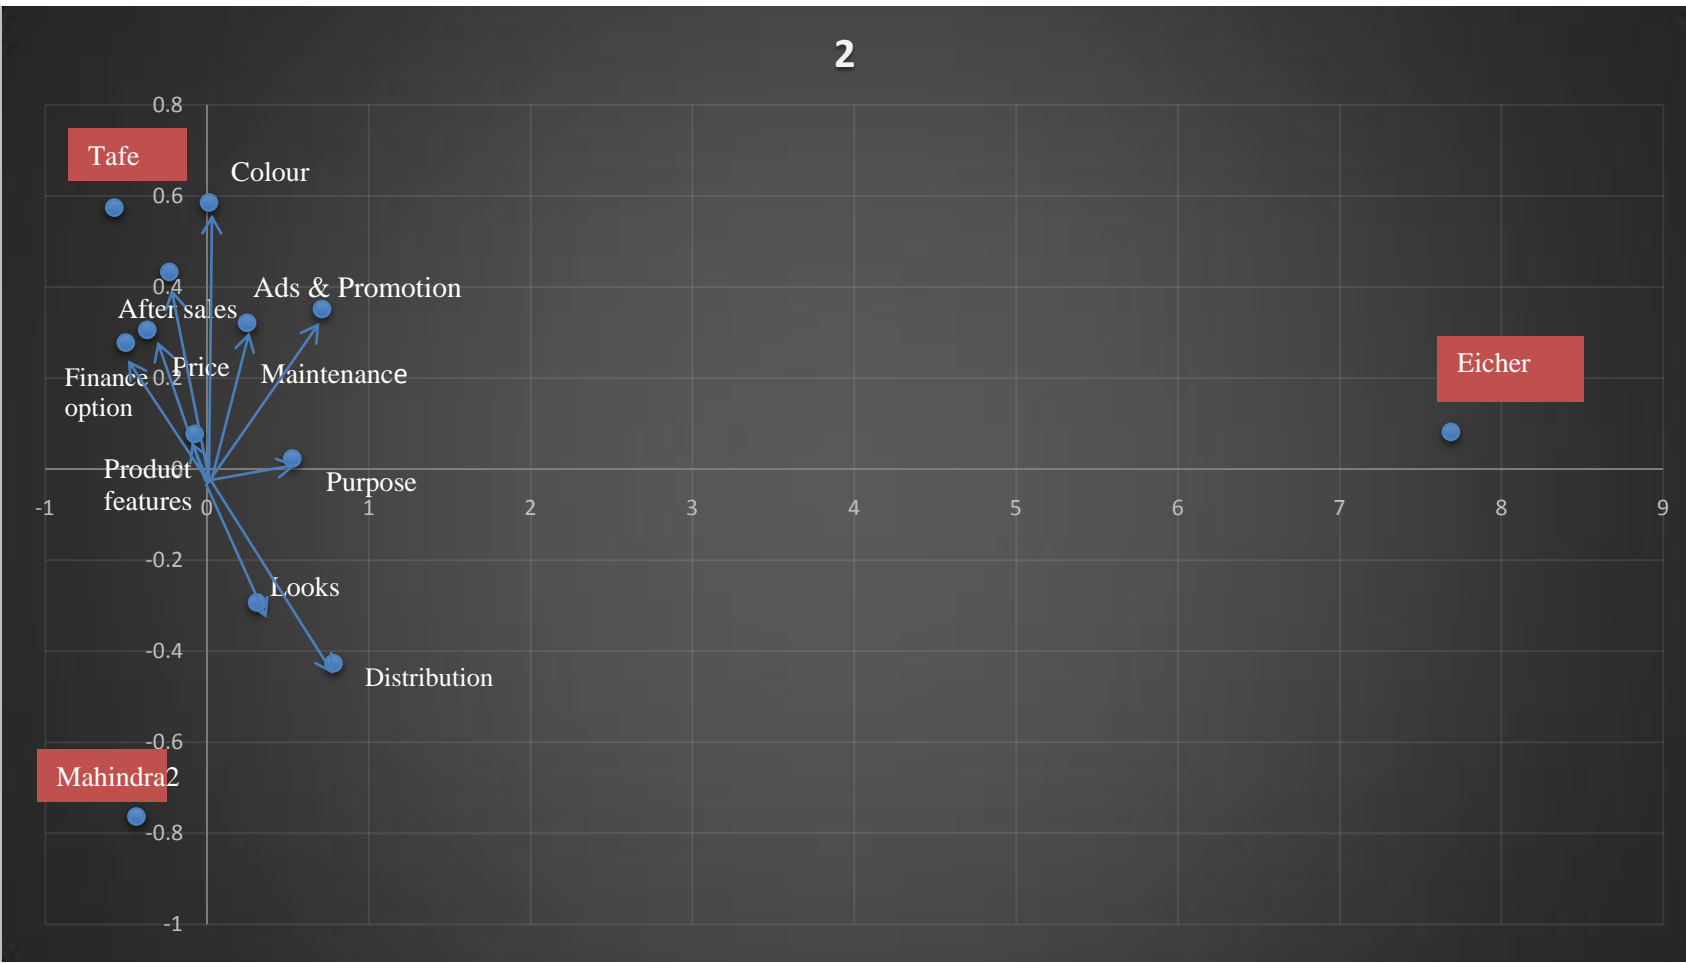 2
0.8
Tafe
Colour
0.6
0.4
Ads & Promotion
After sales
Price
Finance
option
0.2
Maintenance
Eicher
Product
features
0
Purpose
-1
0
1
2
3
4
5
6
7
8
9
-0.2
Looks
-0.4
Distribution
-0.6
Mahindra2
-0.8
-1